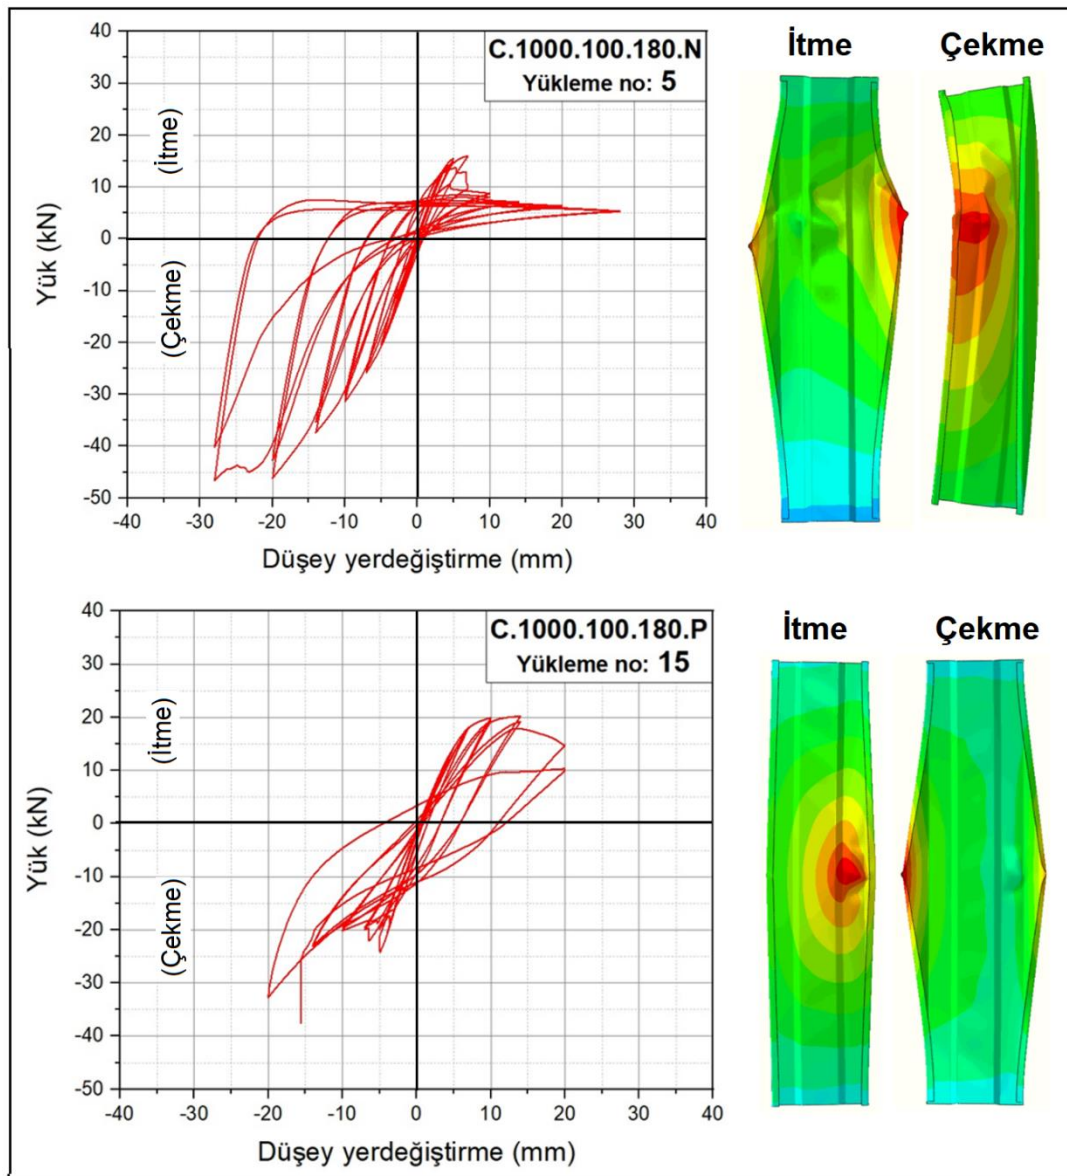 C.1000.100.180.N
Yükleme no: 5
İtme
Çekme
40
30
20
10
0
-10
-20
-30
-40
-50
(İtme)
(Çekme)
Yük (kN)
-40
-30
-20
-10
0
10
20
30
40
Düşey yerdeğiştirme (mm)
C.1000.100.180.P
Yükleme no: 15
İtme
Çekme
40
30
20
10
0
-10
-20
-30
-40
-50
(İtme)
(Çekme)
Yük (kN)
-40
-30
-20
-10
0
10
20
30
40
Düşey yerdeğiştirme (mm)